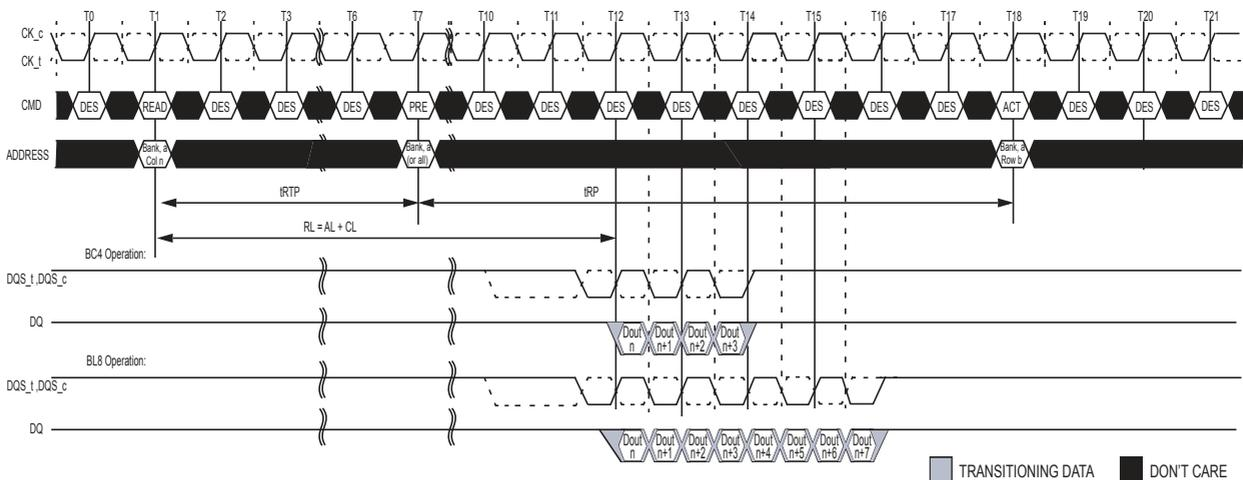 T0 T1 T2 T3 T6 T7 T10 T11 T12 T13 T14 T15 T16 T17 T18 T19 T20 T21
CK_c
CK_t
CMD DES READ DES DES DES PRE DES DES DES DES DES DES DES DES ACT DES DES DES
ADDRESS
Bank, a
Col n
Bank, a
(or all)
Bank, a
Row b
tRTP tRP
RL = AL + CL
BC4 Operation:
DQS_t ,DQS_c
DQ
Dout
n
Dout
n+1
Dout
n+2
Dout
n+3
BL8 Operation:
DQS_t ,DQS_c
DQ
Dout
n
Dout
n+1
Dout
n+2
Dout
n+3
Dout
n+4
Dout
n+5
Dout
n+6
Dout
n+7
TRANSITIONING DATA DON'T CARE